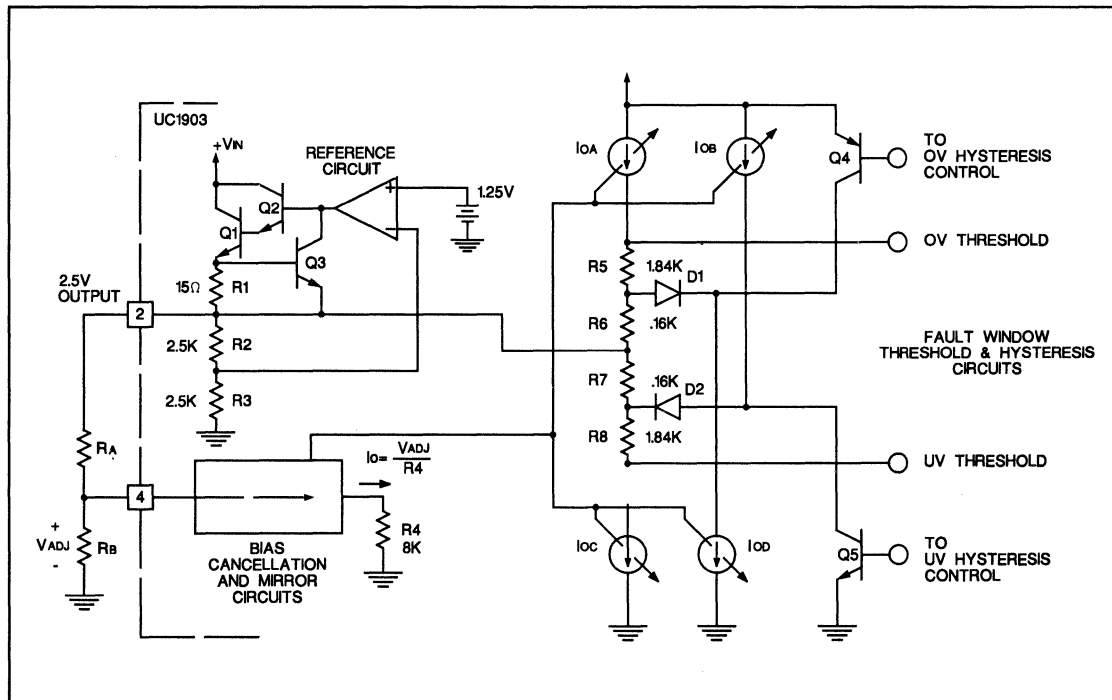 UC1903
+VIN
REFERENCE
CIRCUIT
1.25V
+
−
Q2
Q1
Q3
2.5V
OUTPUT
15Ω
R1
2
2.5K
R2
2.5K
R3
RA
4
+
VADJ
-
RB
IO= VADJ
R4
R4
8K
BIAS
CANCELLATION
AND MIRROR
CIRCUITS
IOA
IOB
Q4
TO
OV HYSTERESIS
CONTROL
OV THRESHOLD
R5
1.84K
D1
R6
.16K
FAULT WINDOW
THRESHOLD & HYSTERESIS
CIRCUITS
R7
.16K
D2
R8
1.84K
UV THRESHOLD
IOC
IOD
Q5
TO
UV HYSTERESIS
CONTROL